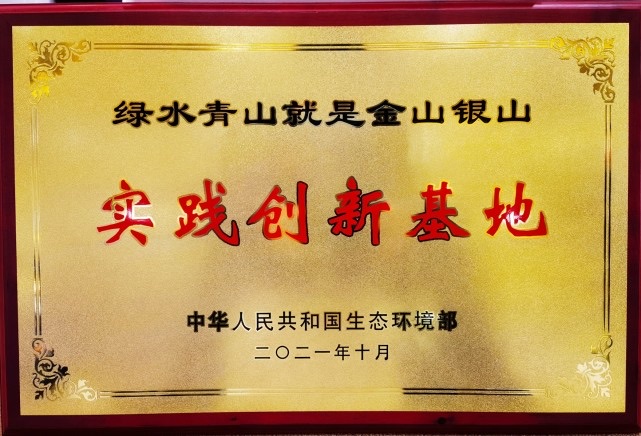 绿水青山就是金山银山
实践创新基地
中华人民共和国生态环境部
二〇二一年十月